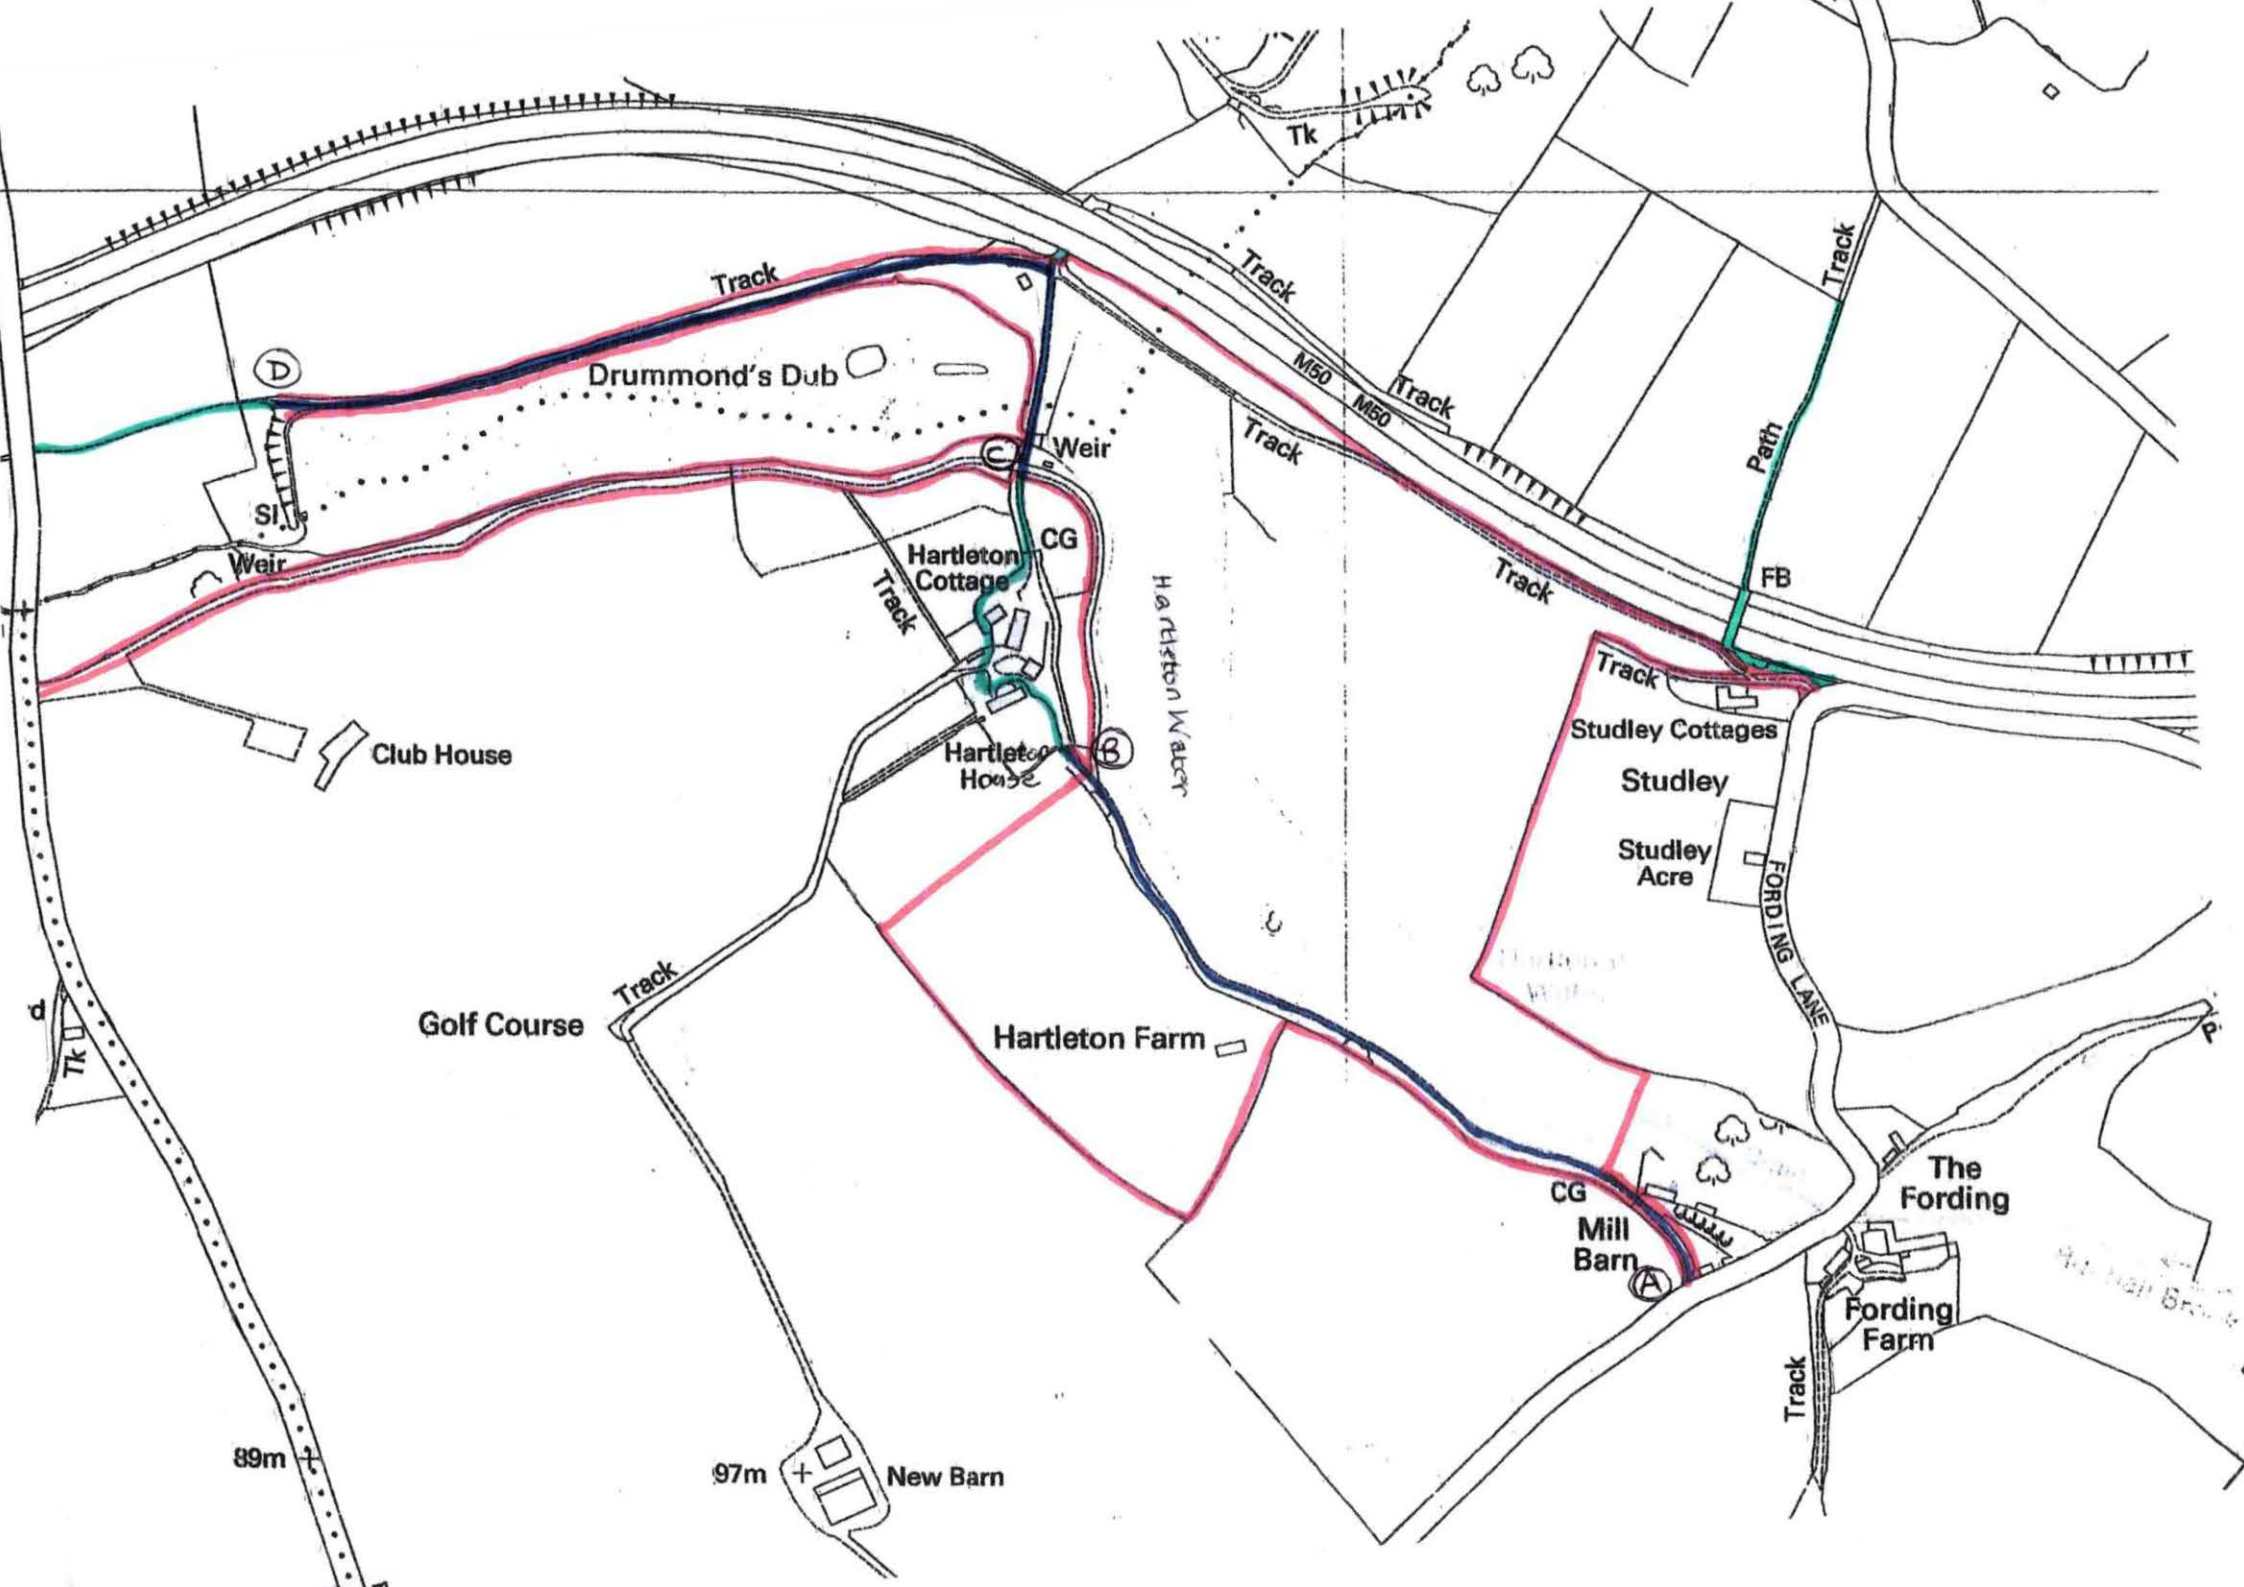 Tk
Track
Track
Track
M50
M50
Track
D
Drummond's Dub
Track
Path
C
Weir
SI
CG
Hartleton
Cottage
Weir
Track
Hartleton Water
Track
FB
Track
Studley Cottages
Club House
Hartleton
House
B
Studley
Studley
Acre
FORDING LANE
Track
Golf Course
Hartleton Farm
d
Tk
P
CG
Mill
Barn
A
The
Fording
Fording
Farm
Track
89m
97m
New Barn